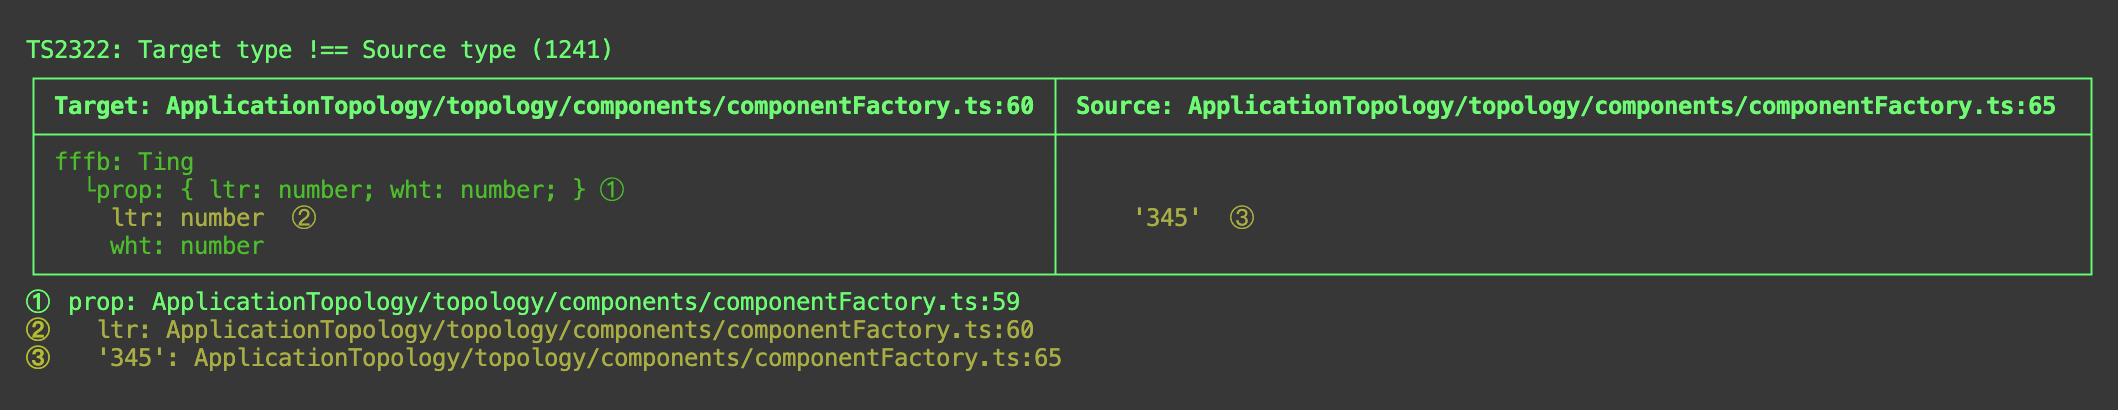 TS2322: Target type !== Source type (1241)
Target: ApplicationTopology/topology/components/componentFactory.ts:60 Source: ApplicationTopology/topology/components/componentFactory.ts:65
fffb: Ting
└prop: { ltr: number; wht: number; } ①
ltr: number ② '345' ③
wht: number
① prop: ApplicationTopology/topology/components/componentFactory.ts:59
② ltr: ApplicationTopology/topology/components/componentFactory.ts:60
③ '345': ApplicationTopology/topology/components/componentFactory.ts:65